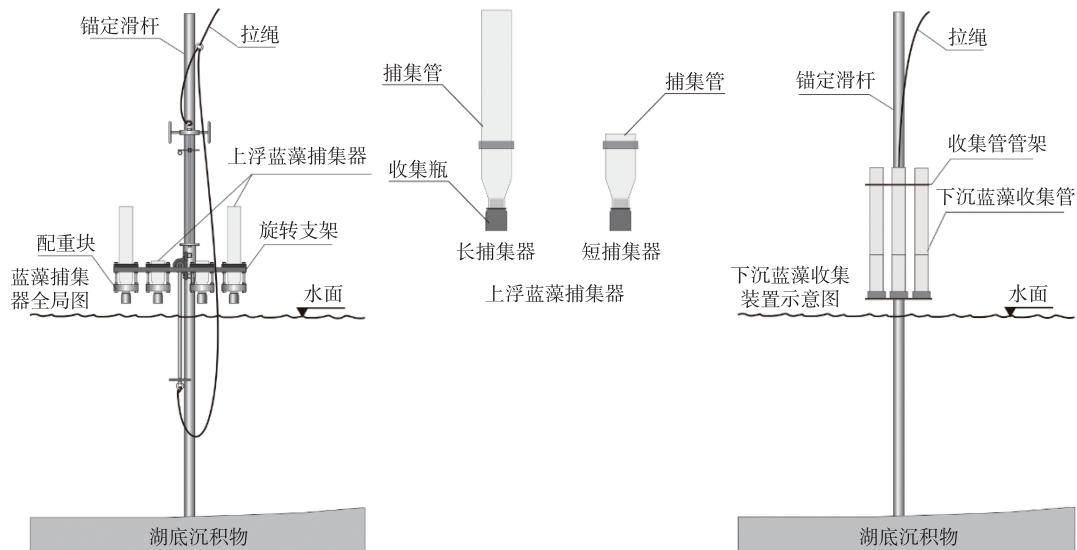 锚定滑杆
拉绳
上浮蓝藻捕集器
配重块
旋转支架
蓝藻捕集
器全局图
水面
湖底沉积物
捕集管
收集瓶
长捕集器
捕集管
短捕集器
上浮蓝藻捕集器
拉绳
锚定滑杆
收集管管架
下沉蓝藻收集管
下沉蓝藻收集
装置示意图
水面
湖底沉积物